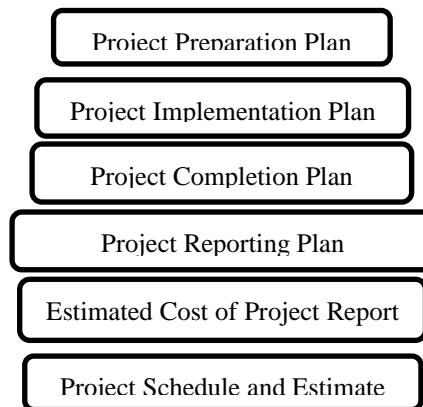 Project Preparation Plan
Project Implementation Plan
Project Completion Plan
Project Reporting Plan
Estimated Cost of Project Report
Project Schedule and Estimate